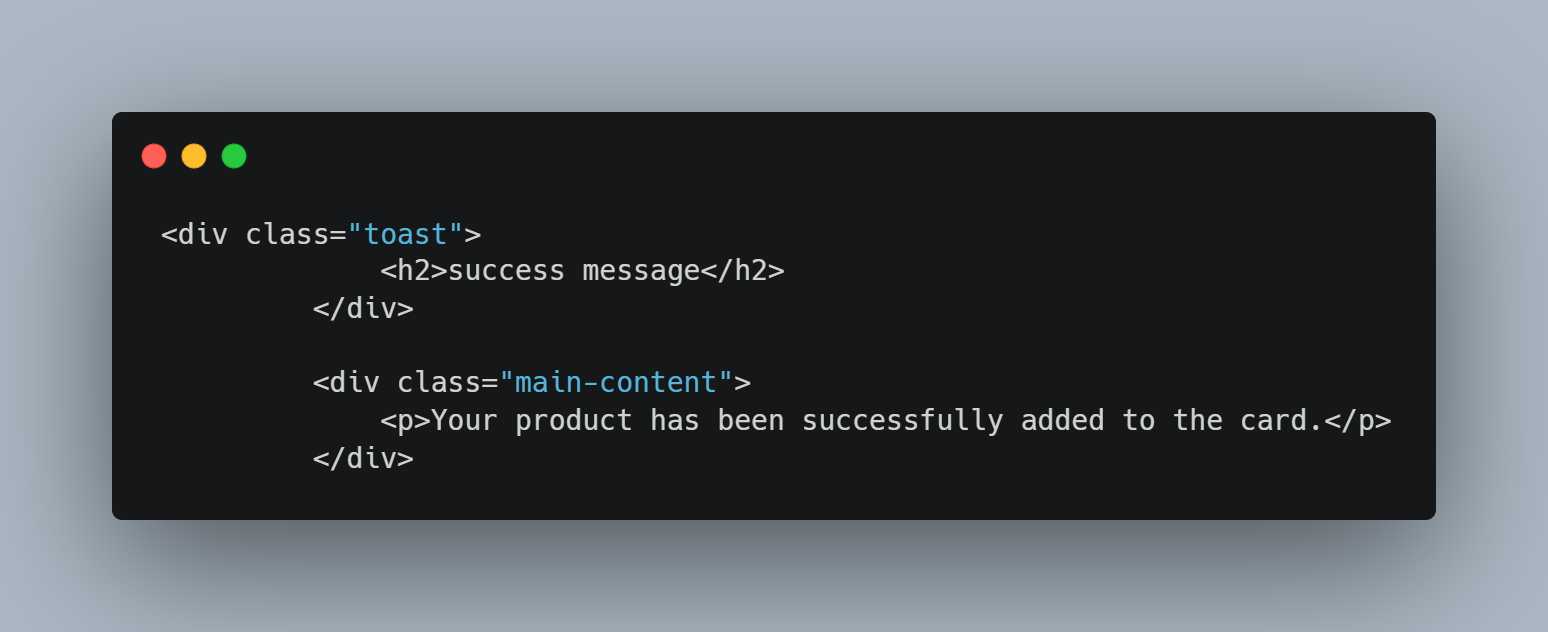 <div class="toast">
<h2>success message</h2>
</div>
<div class="main-content">
<p>Your product has been successfully added to the card.</p>
</div>